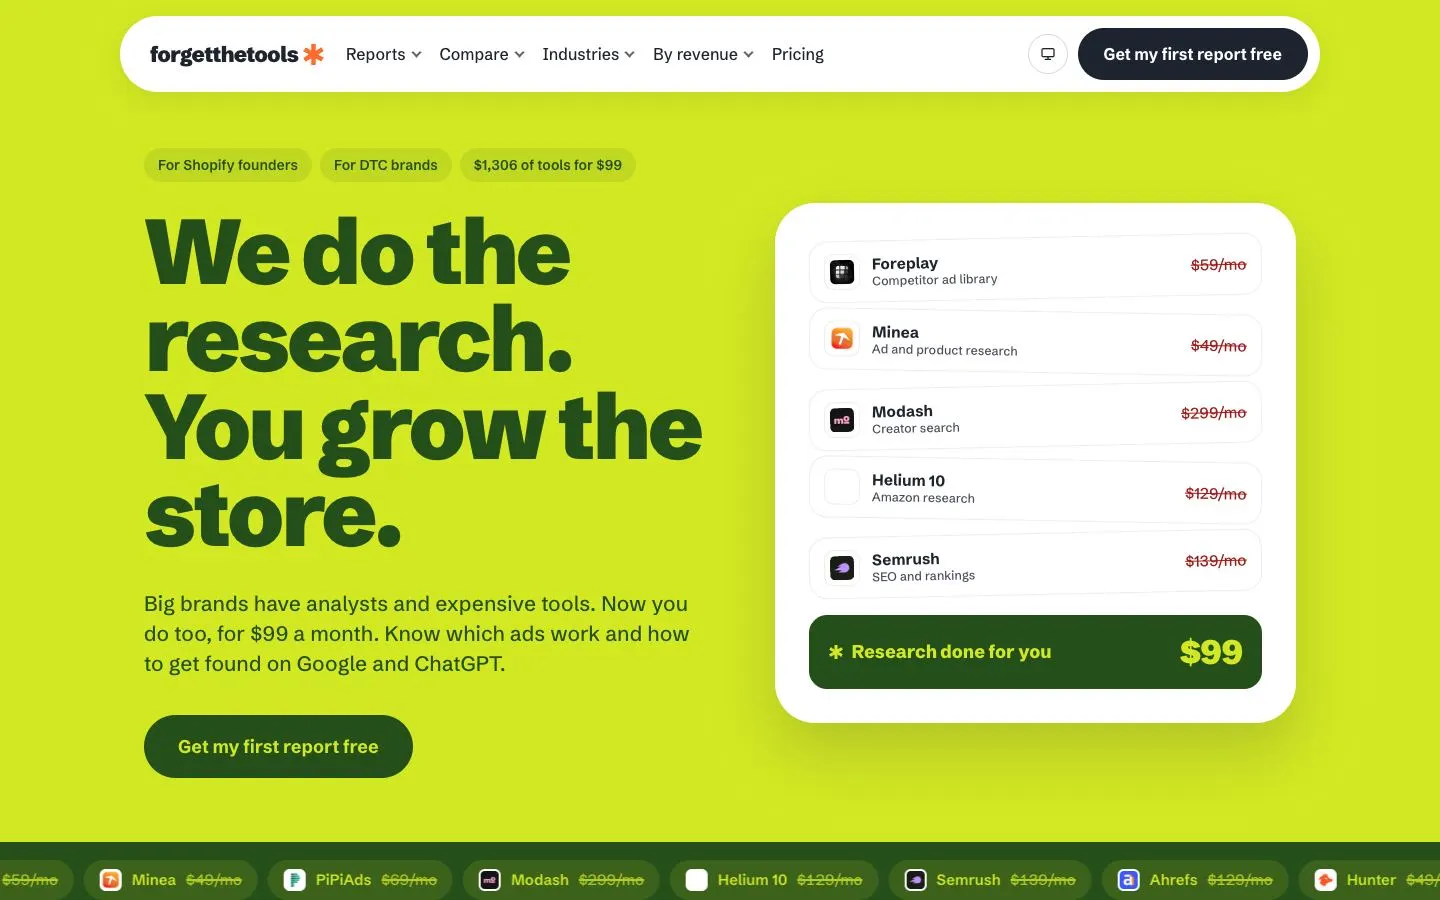 forgetthetools
Reports
Compare
Industries
By revenue
Pricing
Get my first report free
For Shopify founders
For DTC brands
$1,306 of tools for $99
We do the
research.
You grow the
store.
Big brands have analysts and expensive tools. Now you
do too, for $99 a month. Know which ads work and how
to get found on Google and ChatGPT.
Get my first report free
Foreplay
Competitor ad library
$59/mo
Minea
Ad and product research
$49/mo
Modash
Creator search
$299/mo
Helium 10
Amazon research
$129/mo
Semrush
SEO and rankings
$139/mo
Research done for you
$99
$59/mo
Minea $49/mo
PiPiAds $69/mo
Modash $299/mo
Helium 10 $129/mo
Semrush $139/mo
Ahrefs $129/mo
Hunter